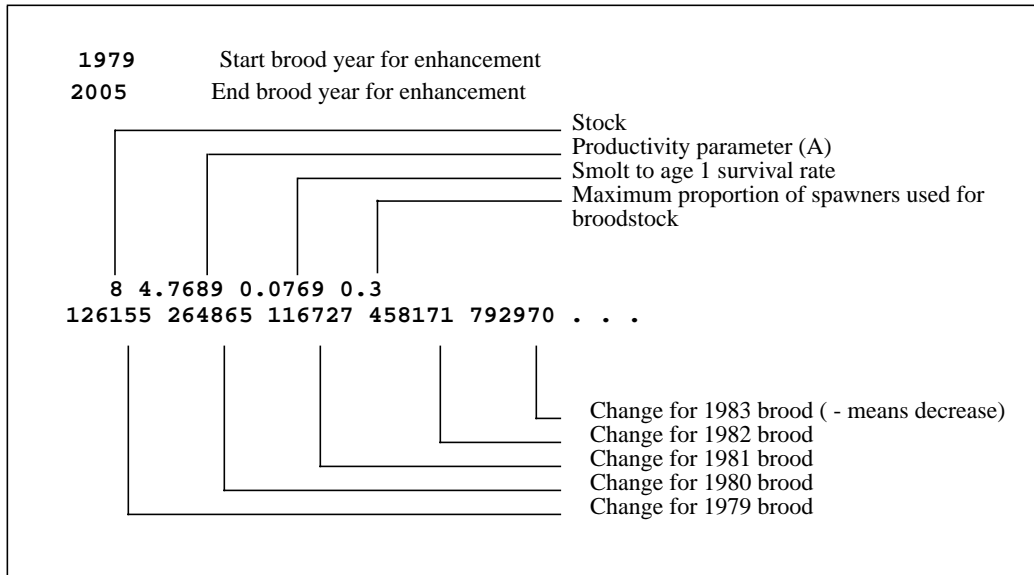 1979 Start brood year for enhancement
2005 End brood year for enhancement
Stock
Productivity parameter (A)
Smolt to age 1 survival rate
Maximum proportion of spawners used for
broodstock
8 4.7689 0.0769 0.3
126155 264865 116727 458171 792970 . . .
Change for 1983 brood ( - means decrease)
Change for 1982 brood
Change for 1981 brood
Change for 1980 brood
Change for 1979 brood